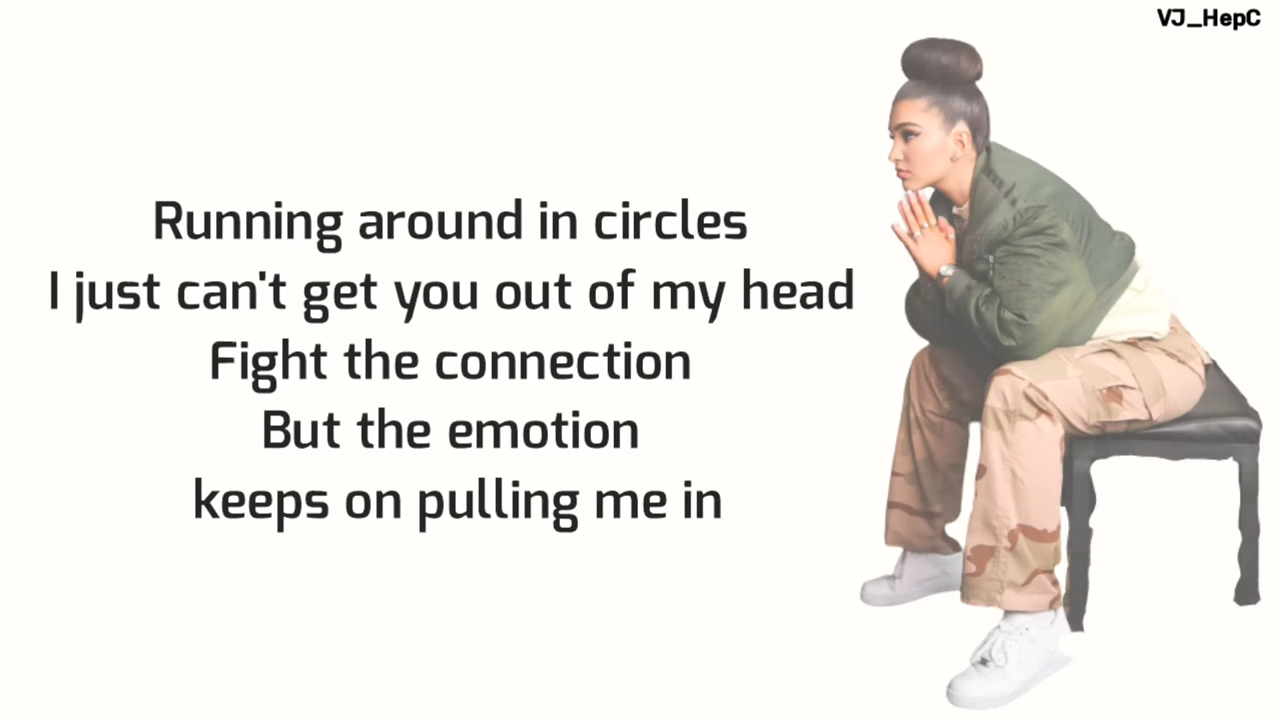 VJ_HepC
Running around in circles
I just can't get you out of my head
Fight the connection
But the emotion
keeps on pulling me in